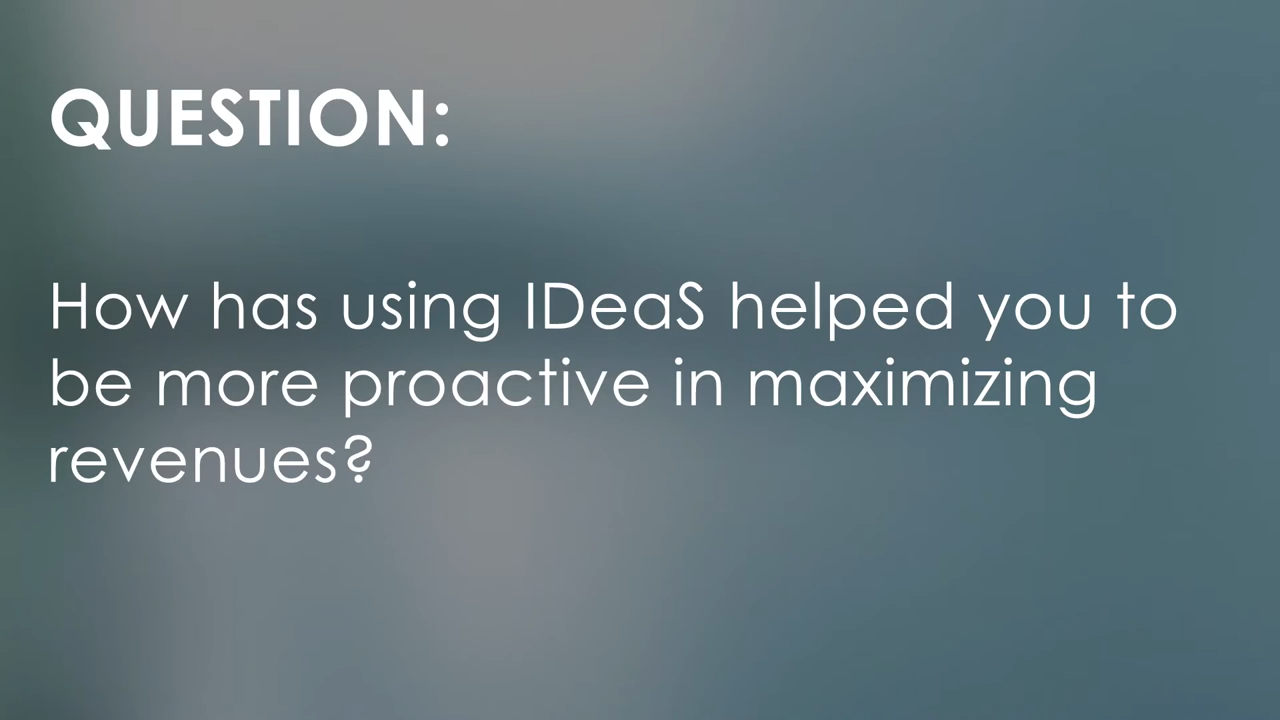 QUESTION:
How has using IDeaS helped you to
be more proactive in maximizing
revenues?